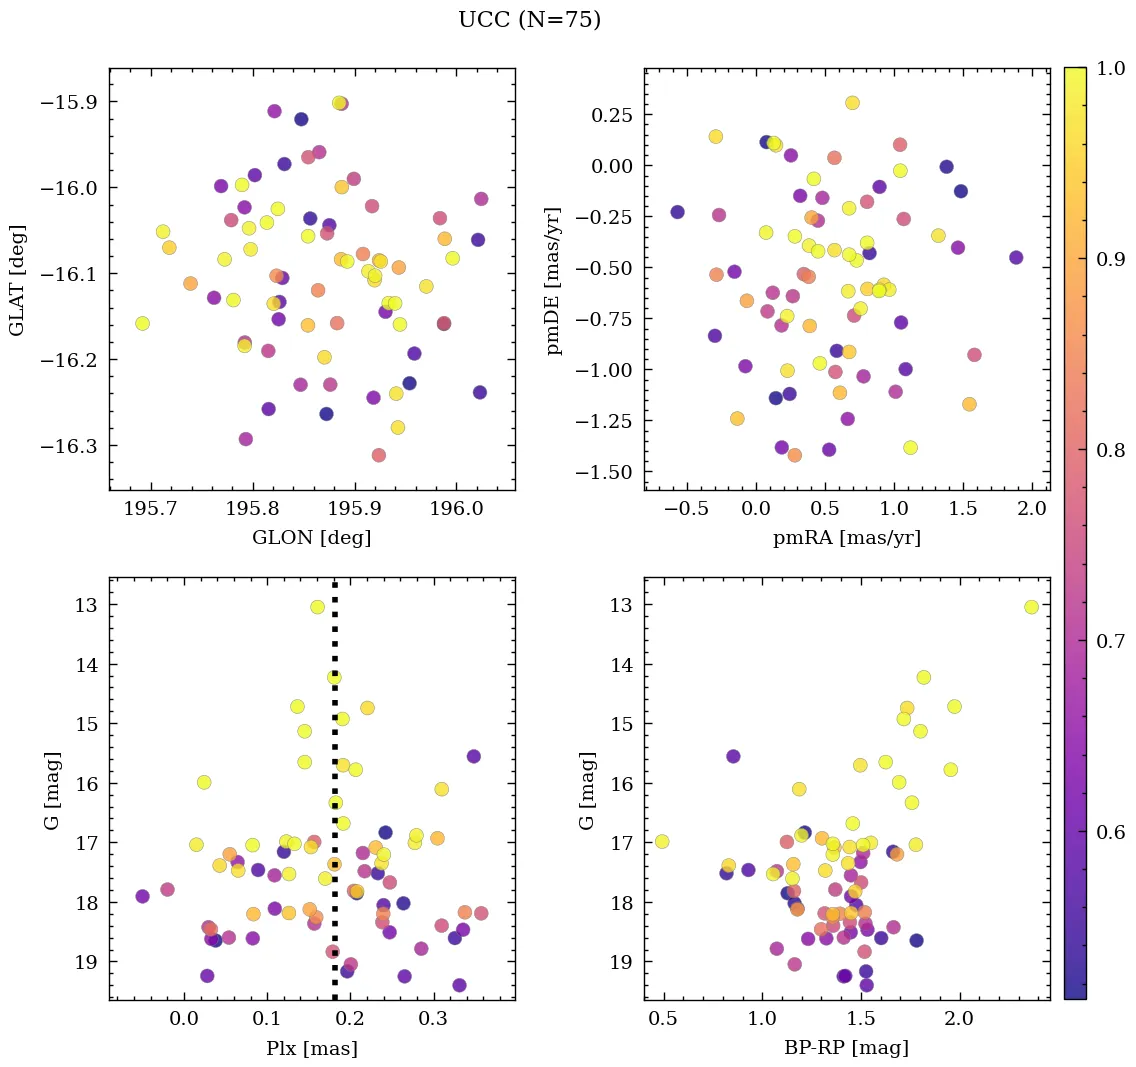 UCC (N=75)
−15.9
−16.0
−16.1
−16.2
−16.3
GLAT [deg]
195.7 195.8 195.9 196.0
GLON [deg]
0.25
0.00
−0.25
−0.50
−0.75
−1.00
−1.25
−1.50
pmDE [mas/yr]
−0.5 0.0 0.5 1.0 1.5 2.0
pmRA [mas/yr]
13
14
15
16
17
18
19
G [mag]
0.0 0.1 0.2 0.3
Plx [mas]
13
14
15
16
17
18
19
G [mag]
0.5 1.0 1.5 2.0
BP-RP [mag]
1.0
0.9
0.8
0.7
0.6